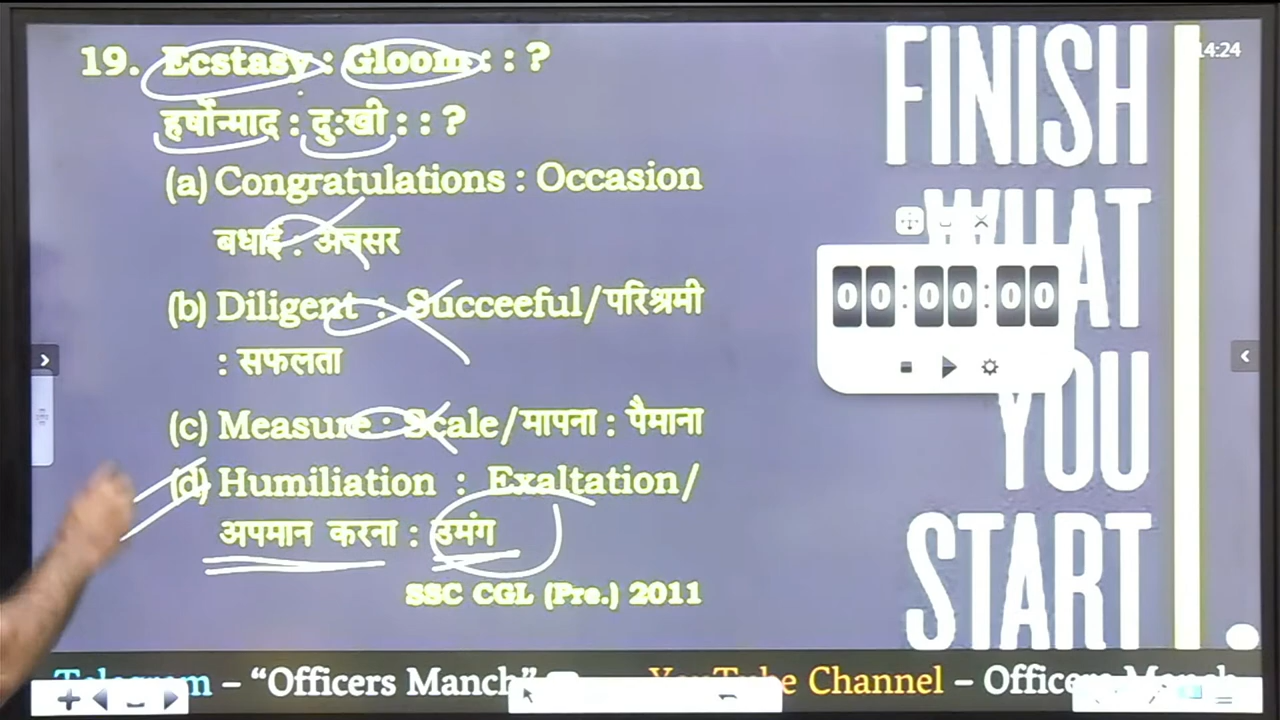 19. Ecstasy : Gloom : : ?
हर्षोन्माद : दुःखी : : ?
(a) Congratulations : Occasion
बधाई : अवसर
(b) Diligent : Succeeful/परिश्रमी
: सफलता
(c) Measure : Scale/मापना : पैमाना
(d) Humiliation : Exaltation/
अपमान करना : उमंग
SSC CGL (Pre.) 2011
14:24
FINISH
WHAT
YOU
START.
00:00:00
Telegram – “Officers Manch” YouTube Channel – Officers Manch